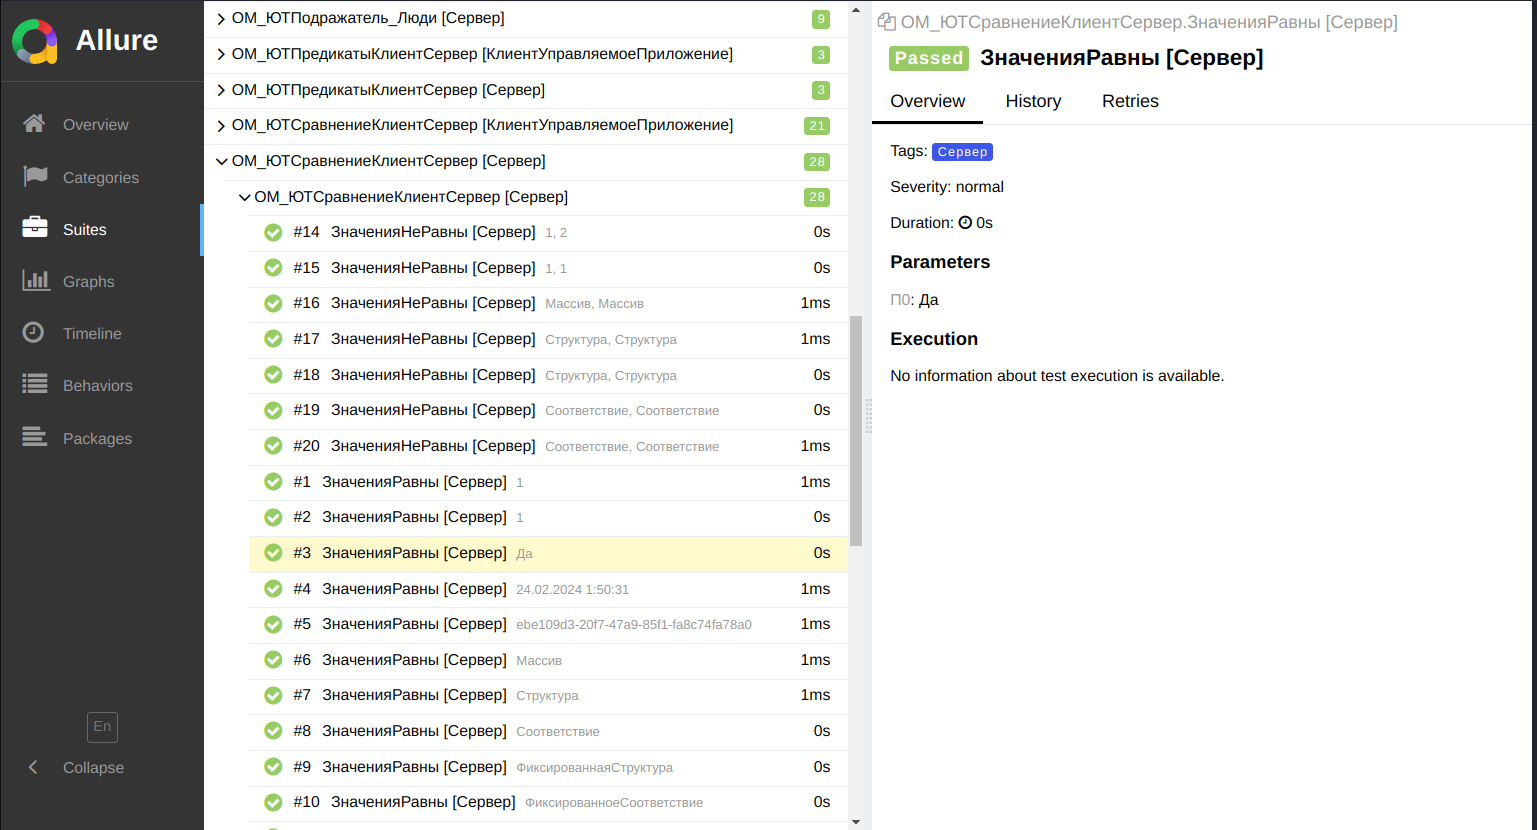 Allure
Overview
Categories
Suites
Graphs
Timeline
Behaviors
Packages
En
Collapse
ОМ_ЮТПодражатель_Люди [Сервер] 9
ОМ_ЮТПредикатыКлиентСервер [КлиентУправляемоеПриложение] 3
ОМ_ЮТПредикатыКлиентСервер [Сервер] 3
ОМ_ЮТСравнениеКлиентСервер [КлиентУправляемоеПриложение] 21
ОМ_ЮТСравнениеКлиентСервер [Сервер] 28
ОМ_ЮТСравнениеКлиентСервер [Сервер] 28
#14 ЗначенияНеРавны [Сервер] 1, 2 0s
#15 ЗначенияНеРавны [Сервер] 1, 1 0s
#16 ЗначенияНеРавны [Сервер] Массив, Массив 1ms
#17 ЗначенияНеРавны [Сервер] Структура, Структура 1ms
#18 ЗначенияНеРавны [Сервер] Структура, Структура 0s
#19 ЗначенияНеРавны [Сервер] Соответствие, Соответствие 0s
#20 ЗначенияНеРавны [Сервер] Соответствие, Соответствие 1ms
#1 ЗначенияРавны [Сервер] 1 1ms
#2 ЗначенияРавны [Сервер] 1 0s
#3 ЗначенияРавны [Сервер] Да 0s
#4 ЗначенияРавны [Сервер] 24.02.2024 1:50:31 1ms
#5 ЗначенияРавны [Сервер] ebe109d3-20f7-47a9-85f1-fa8c74fa78a0 1ms
#6 ЗначенияРавны [Сервер] Массив 1ms
#7 ЗначенияРавны [Сервер] Структура 1ms
#8 ЗначенияРавны [Сервер] Соответствие 0s
#9 ЗначенияРавны [Сервер] ФиксированнаяСтруктура 0s
#10 ЗначенияРавны [Сервер] ФиксированноеСоответствие 0s
ОМ_ЮТСравнениеКлиентСервер.ЗначенияРавны [Сервер]
Passed ЗначенияРавны [Сервер]
Overview History Retries
Tags: Сервер
Severity: normal
Duration: 0s
Parameters
П0: Да
Execution
No information about test execution is available.